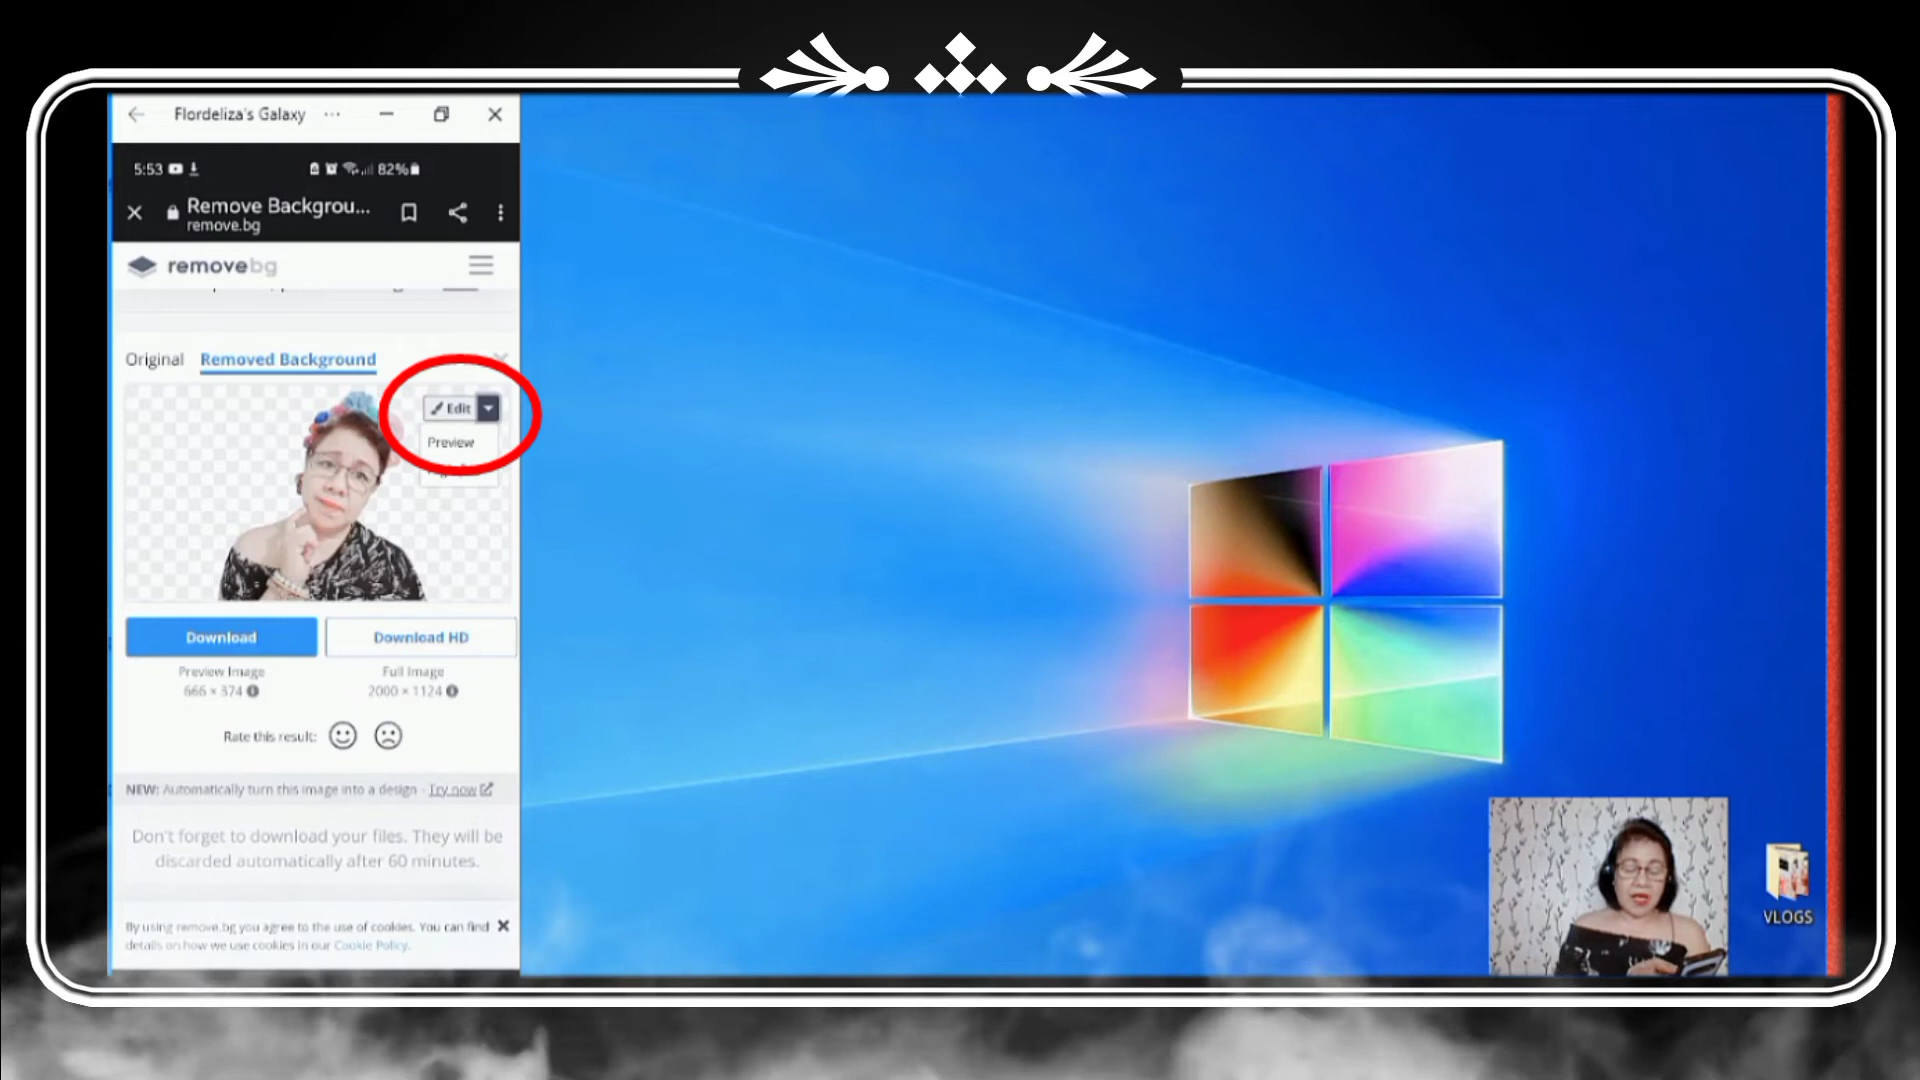 Flordeliza's Galaxy ...
5:53 82%
Remove Backgrou...
remove.bg
removebg
Original Removed Background
Edit
Preview
Download Download HD
Preview Image Full Image
666 × 374 2000 × 1124
Rate this result:
NEW: Automatically turn this image into a design - Try now
Don't forget to download your files. They will be
discarded automatically after 60 minutes.
By using remove.bg you agree to the use of cookies. You can find
details on how we use cookies in our Cookie Policy.
VLOGS